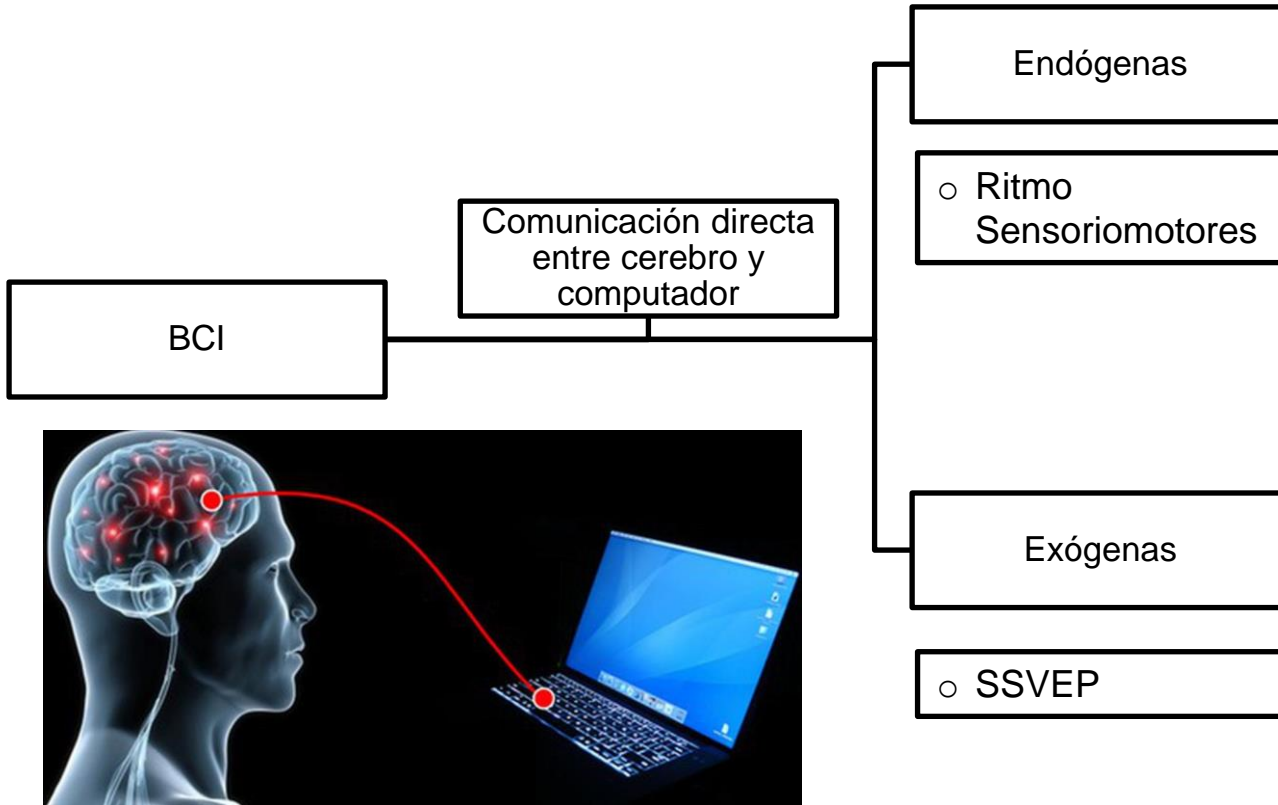 BCI
Comunicación directa
entre cerebro y
computador
Endógenas
○ Ritmo
Sensoriomotores
Exógenas
○ SSVEP